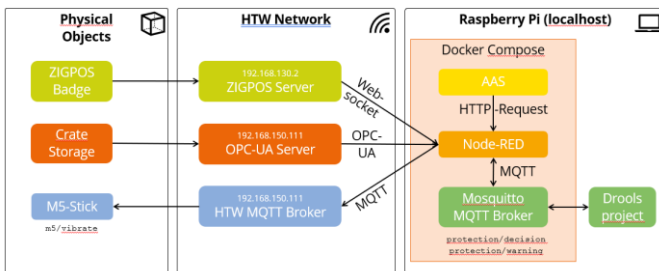 Physical
Objects
ZIGPOS
Badge
Crate
Storage
M5-Stick
m5/vibrate
HTW Network
192.168.130.2
ZIGPOS Server
192.168.150.111
OPC-UA Server
192.168.150.111
HTW MQTT Broker
Web-
socket
OPC-
UA
MQTT
Raspberry Pi (localhost)
Docker Compose
AAS
HTTP-Request
Node-RED
MQTT
Mosquitto
MQTT Broker
protection/decision
protection/warning
Drools
project